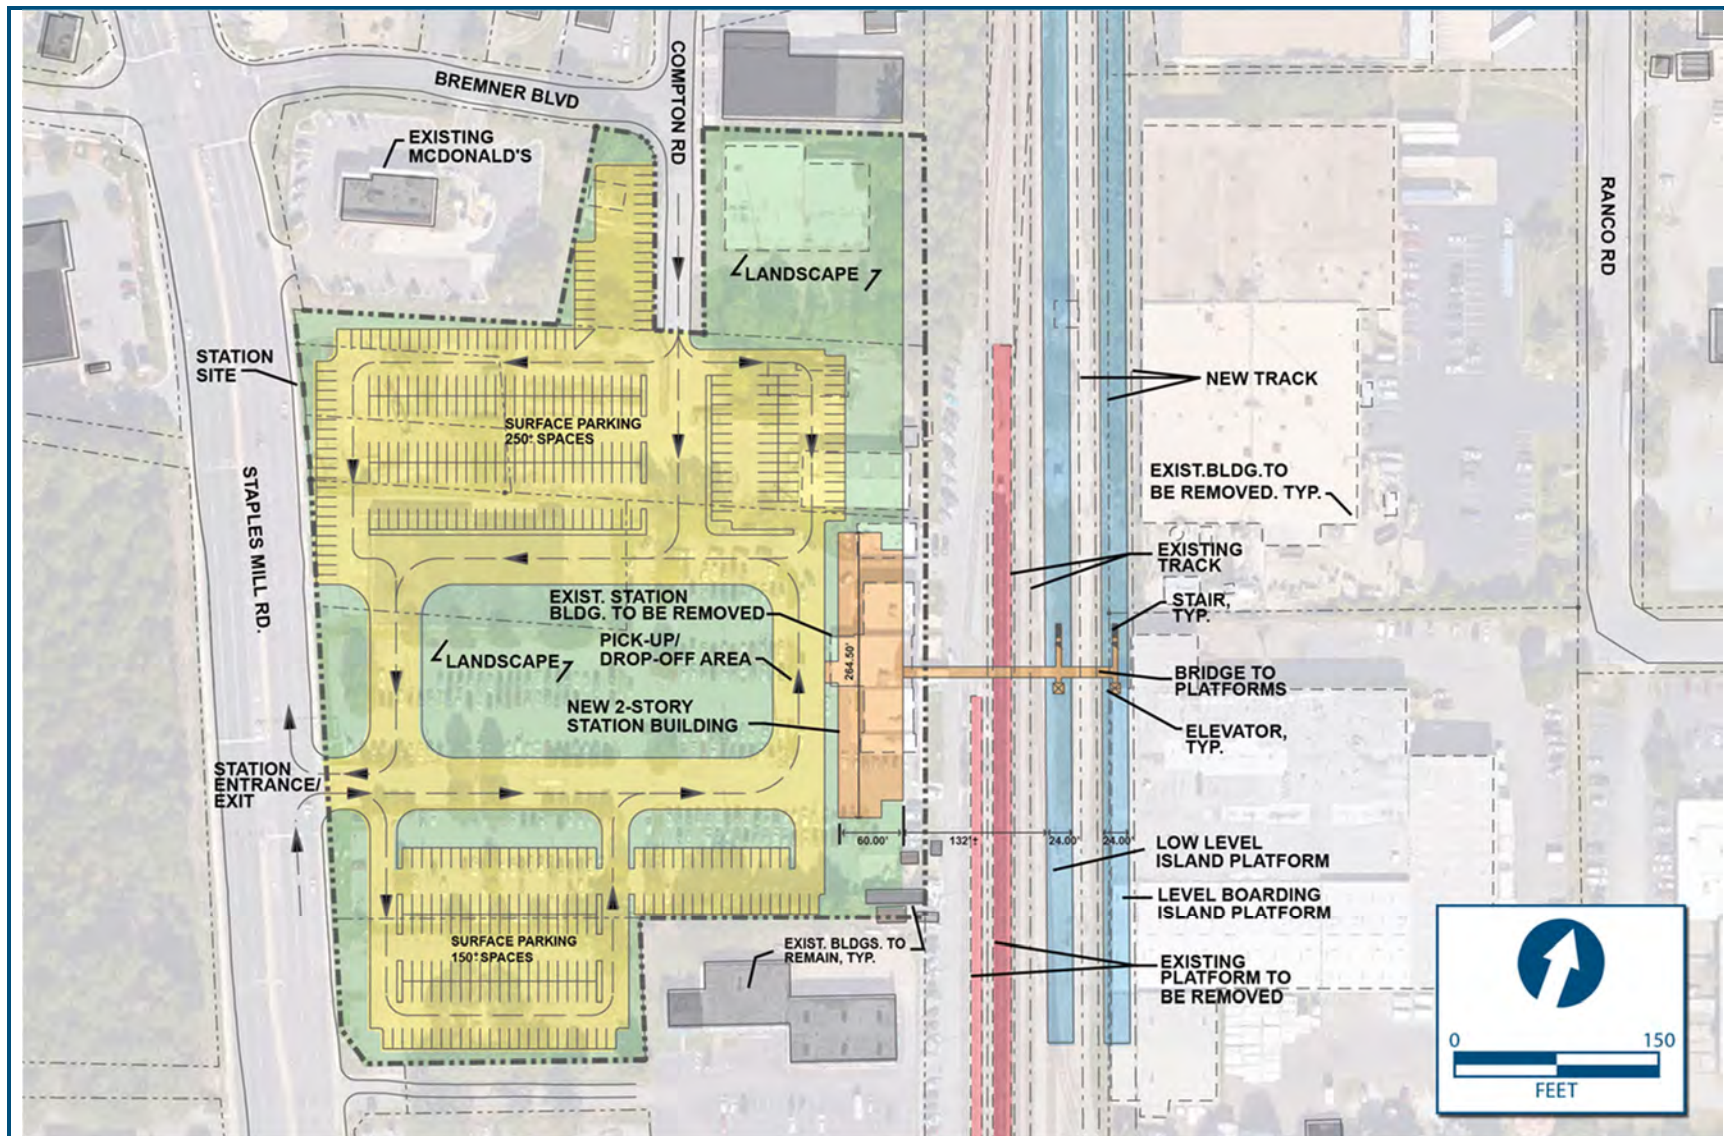 BREMNER BLVD
COMPTON RD
EXISTING
MCDONALD'S
RANCO RD
LANDSCAPE
STATION
SITE
NEW TRACK
SURFACE PARKING
250± SPACES
STAPLES MILL RD.
EXIST.BLDG.TO
BE REMOVED. TYP.
EXISTING
TRACK
EXIST. STATION
BLDG. TO BE REMOVED
STAIR,
TYP.
PICK-UP/
DROP-OFF AREA
LANDSCAPE
264.50'
BRIDGE TO
PLATFORMS
NEW 2-STORY
STATION BUILDING
ELEVATOR,
TYP.
STATION
ENTRANCE/
EXIT
60.00'
132'±
24.00'
24.00'
LOW LEVEL
ISLAND PLATFORM
LEVEL BOARDING
ISLAND PLATFORM
SURFACE PARKING
150± SPACES
EXIST. BLDGS. TO
REMAIN, TYP.
EXISTING
PLATFORM TO
BE REMOVED
0 150
FEET